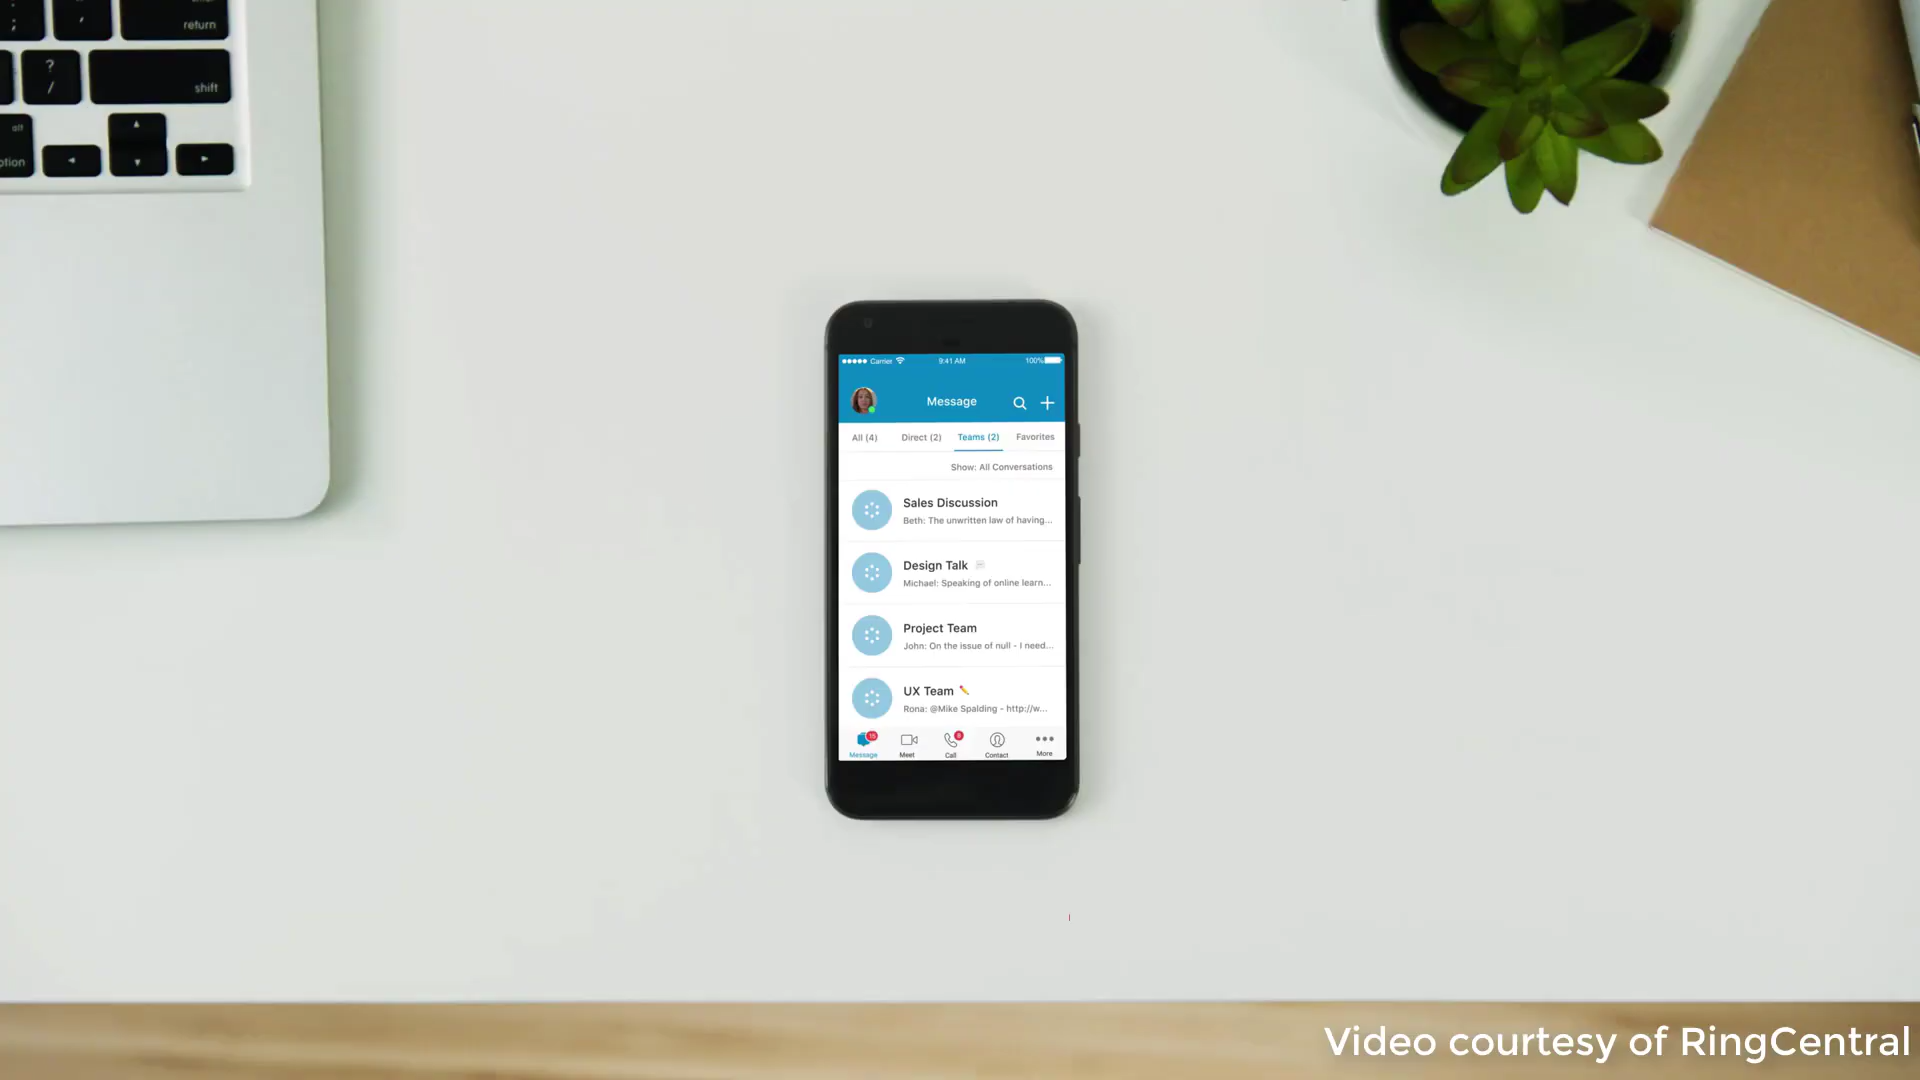 return
?
/
shift
alt
option
Carrier 9:41 AM 100%
Message
All (4) Direct (2) Teams (2) Favorites
Show: All Conversations
Sales Discussion
Beth: The unwritten law of having...
Design Talk
Michael: Speaking of online learn...
Project Team
John: On the issue of null - I need...
UX Team
Rona: @Mike Spalding - http://w...
15 8
Message Meet Call Contact More
Video courtesy of RingCentral